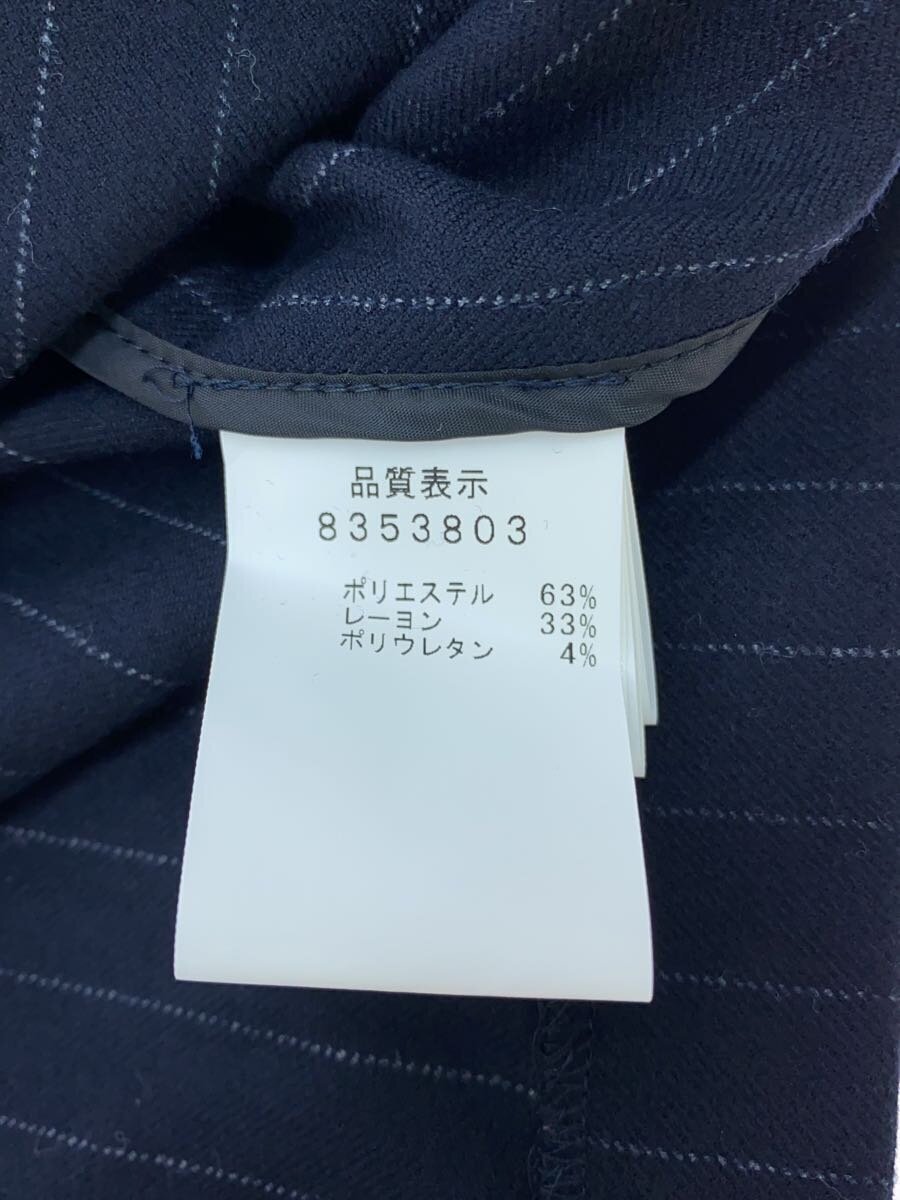 品質表示
8353803
ポリエステル 63%
レーヨン 33%
ポリウレタン 4%